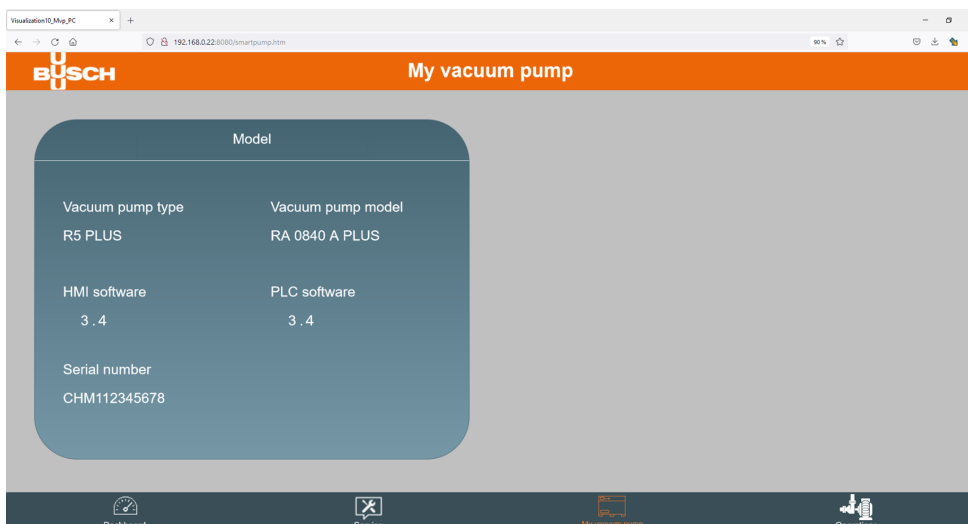 Visualization10_Mvp_PC
192.168.0.22:8080/smartpump.htm
90%
BUSCH
My vacuum pump
Model
Vacuum pump type
Vacuum pump model
R5 PLUS
RA 0840 A PLUS
HMI software
PLC software
3 . 4
3 . 4
Serial number
CHM112345678